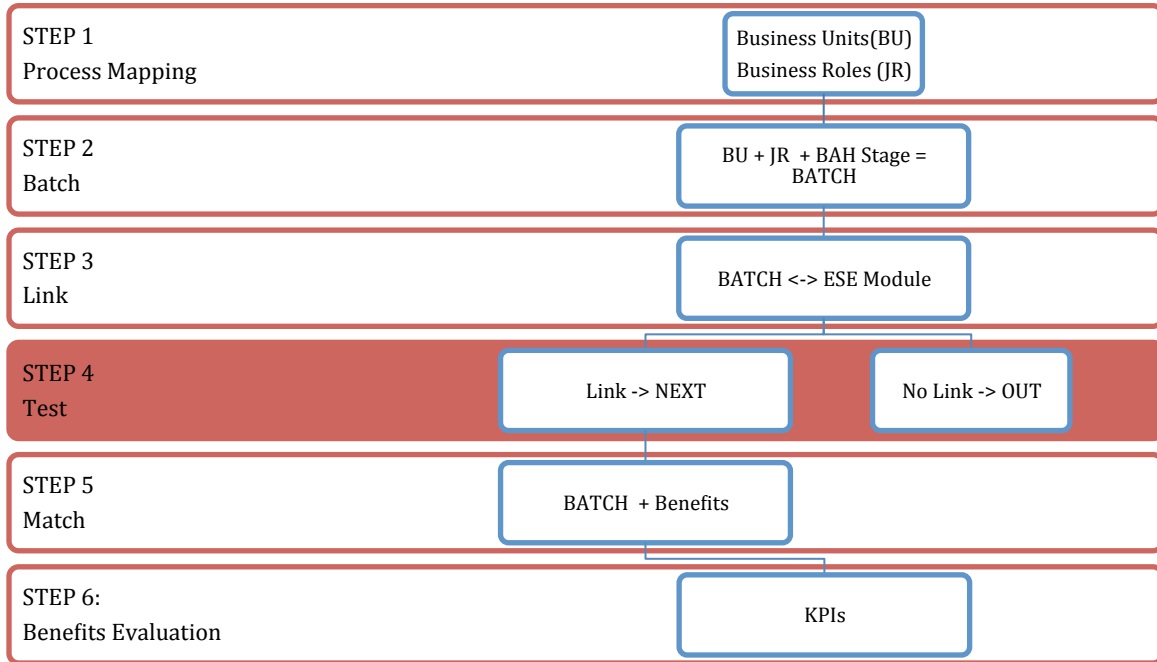 STEP 1
Process Mapping
Business Units(BU)
Business Roles (JR)
STEP 2
Batch
BU + JR + BAH Stage =
BATCH
STEP 3
Link
BATCH <-> ESE Module
STEP 4
Test
Link -> NEXT
No Link -> OUT
STEP 5
Match
BATCH + Benefits
STEP 6:
Benefits Evaluation
KPIs